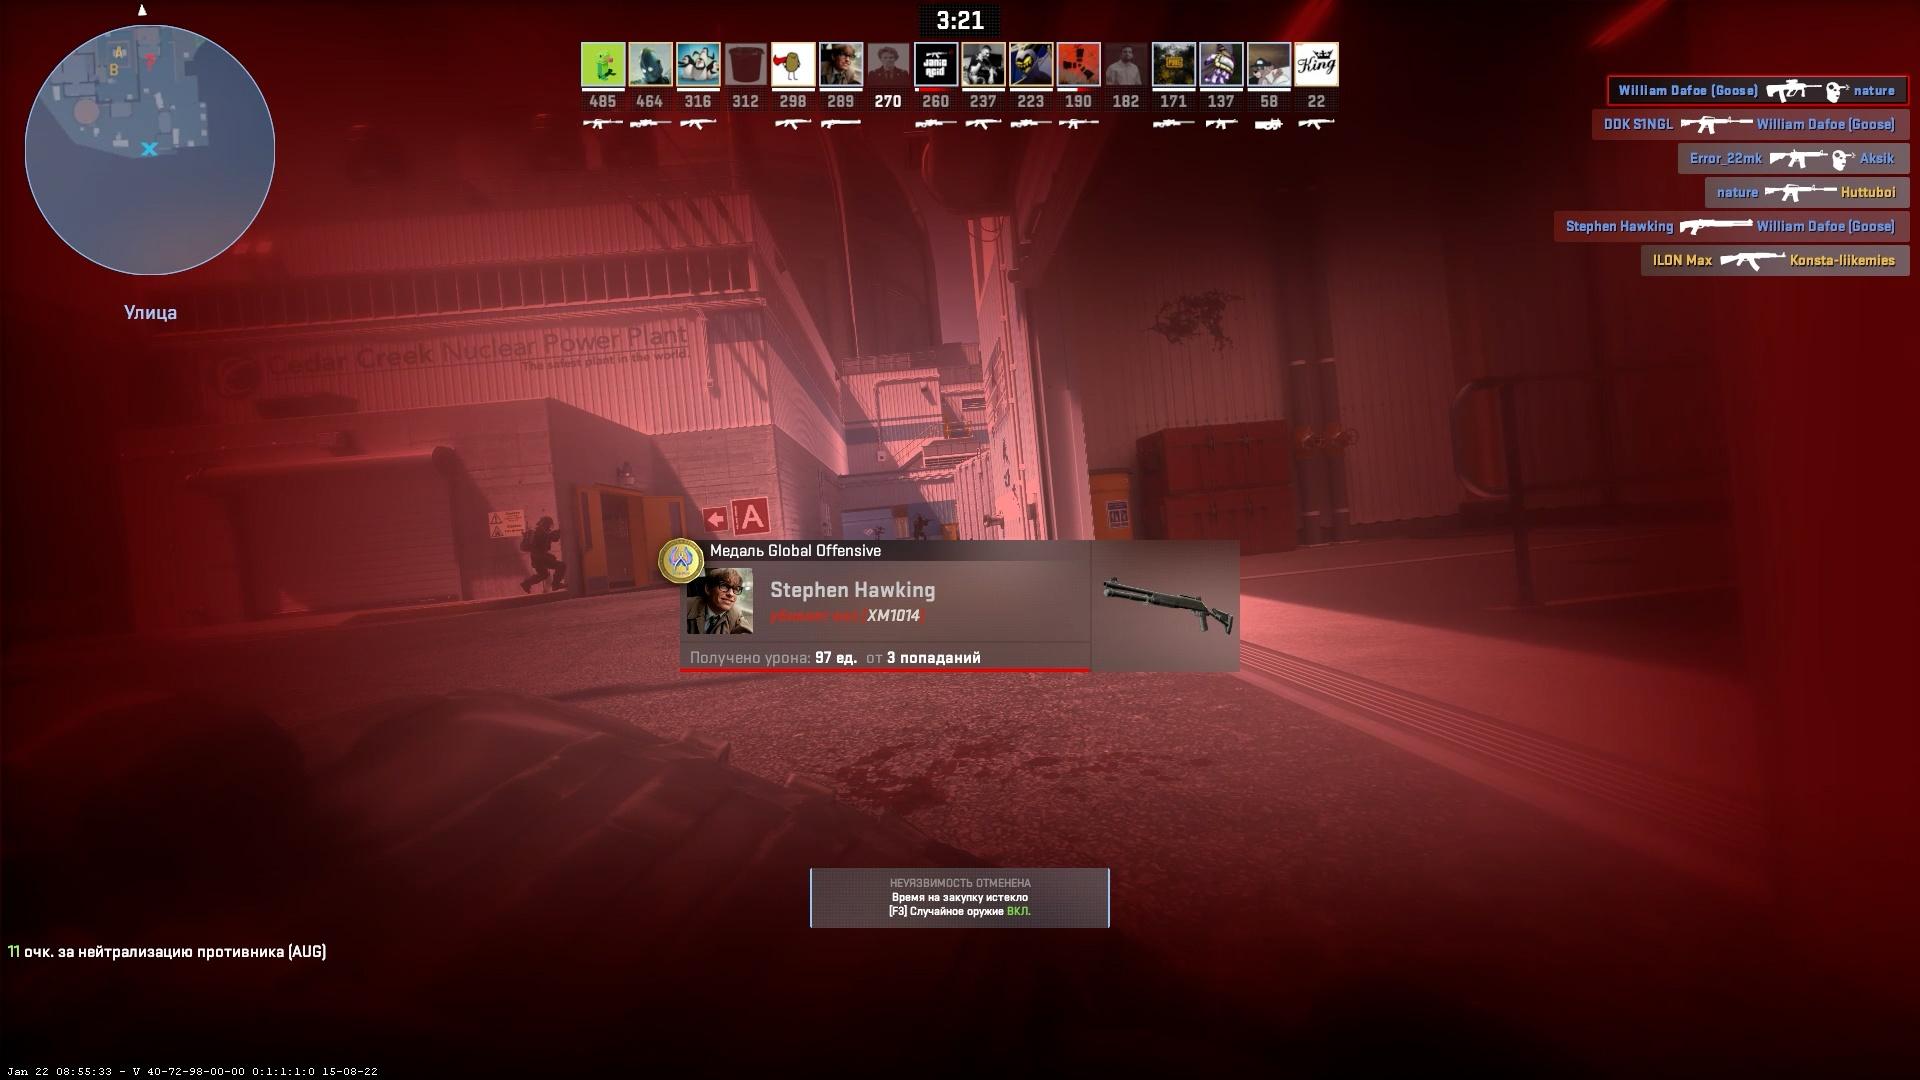 3:21
485 464 316 312 298 289 270 260 237 223 190 182 171 137 58 22
JANIC
ACID
PUBG
King
A
B
William Dafoe (Goose) nature
DDK S1NGL William Dafoe (Goose)
Error_22mk Aksik
nature Huttuboi
Stephen Hawking William Dafoe (Goose)
ILON Max Konsta-liikemies
Улица
Cedar Creek Nuclear Power Plant
The safest plant in the world.
A
Медаль Global Offensive
Stephen Hawking
XM1014
Получено урона: 97 ед. от 3 попаданий
НЕУЯЗВИМОСТЬ ОТМЕНЕНА
Время на закупку истекло
[F3] Случайное оружие ВКЛ.
11 очк. за нейтрализацию противника (AUG)
Jan 22 08:55:33 - V 40-72-98-00-00 0:1:1:1:0 15-08-22